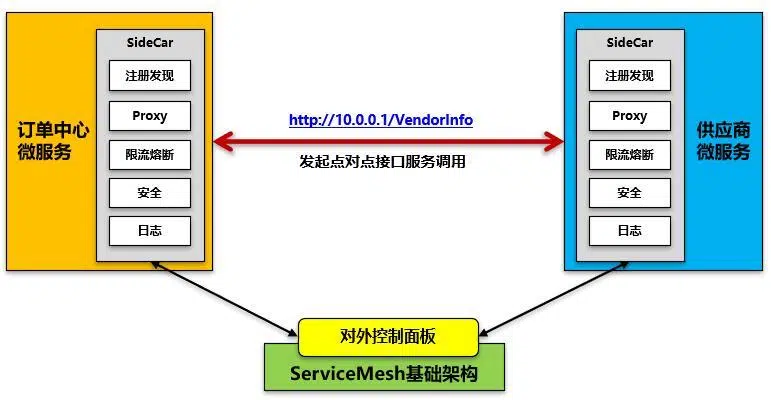 SideCar
注册发现
Proxy
限流熔断
安全
日志
订单中心
微服务
http://10.0.0.1/VendorInfo
发起点对点接口服务调用
SideCar
注册发现
Proxy
限流熔断
安全
日志
供应商
微服务
对外控制面板
ServiceMesh基础架构